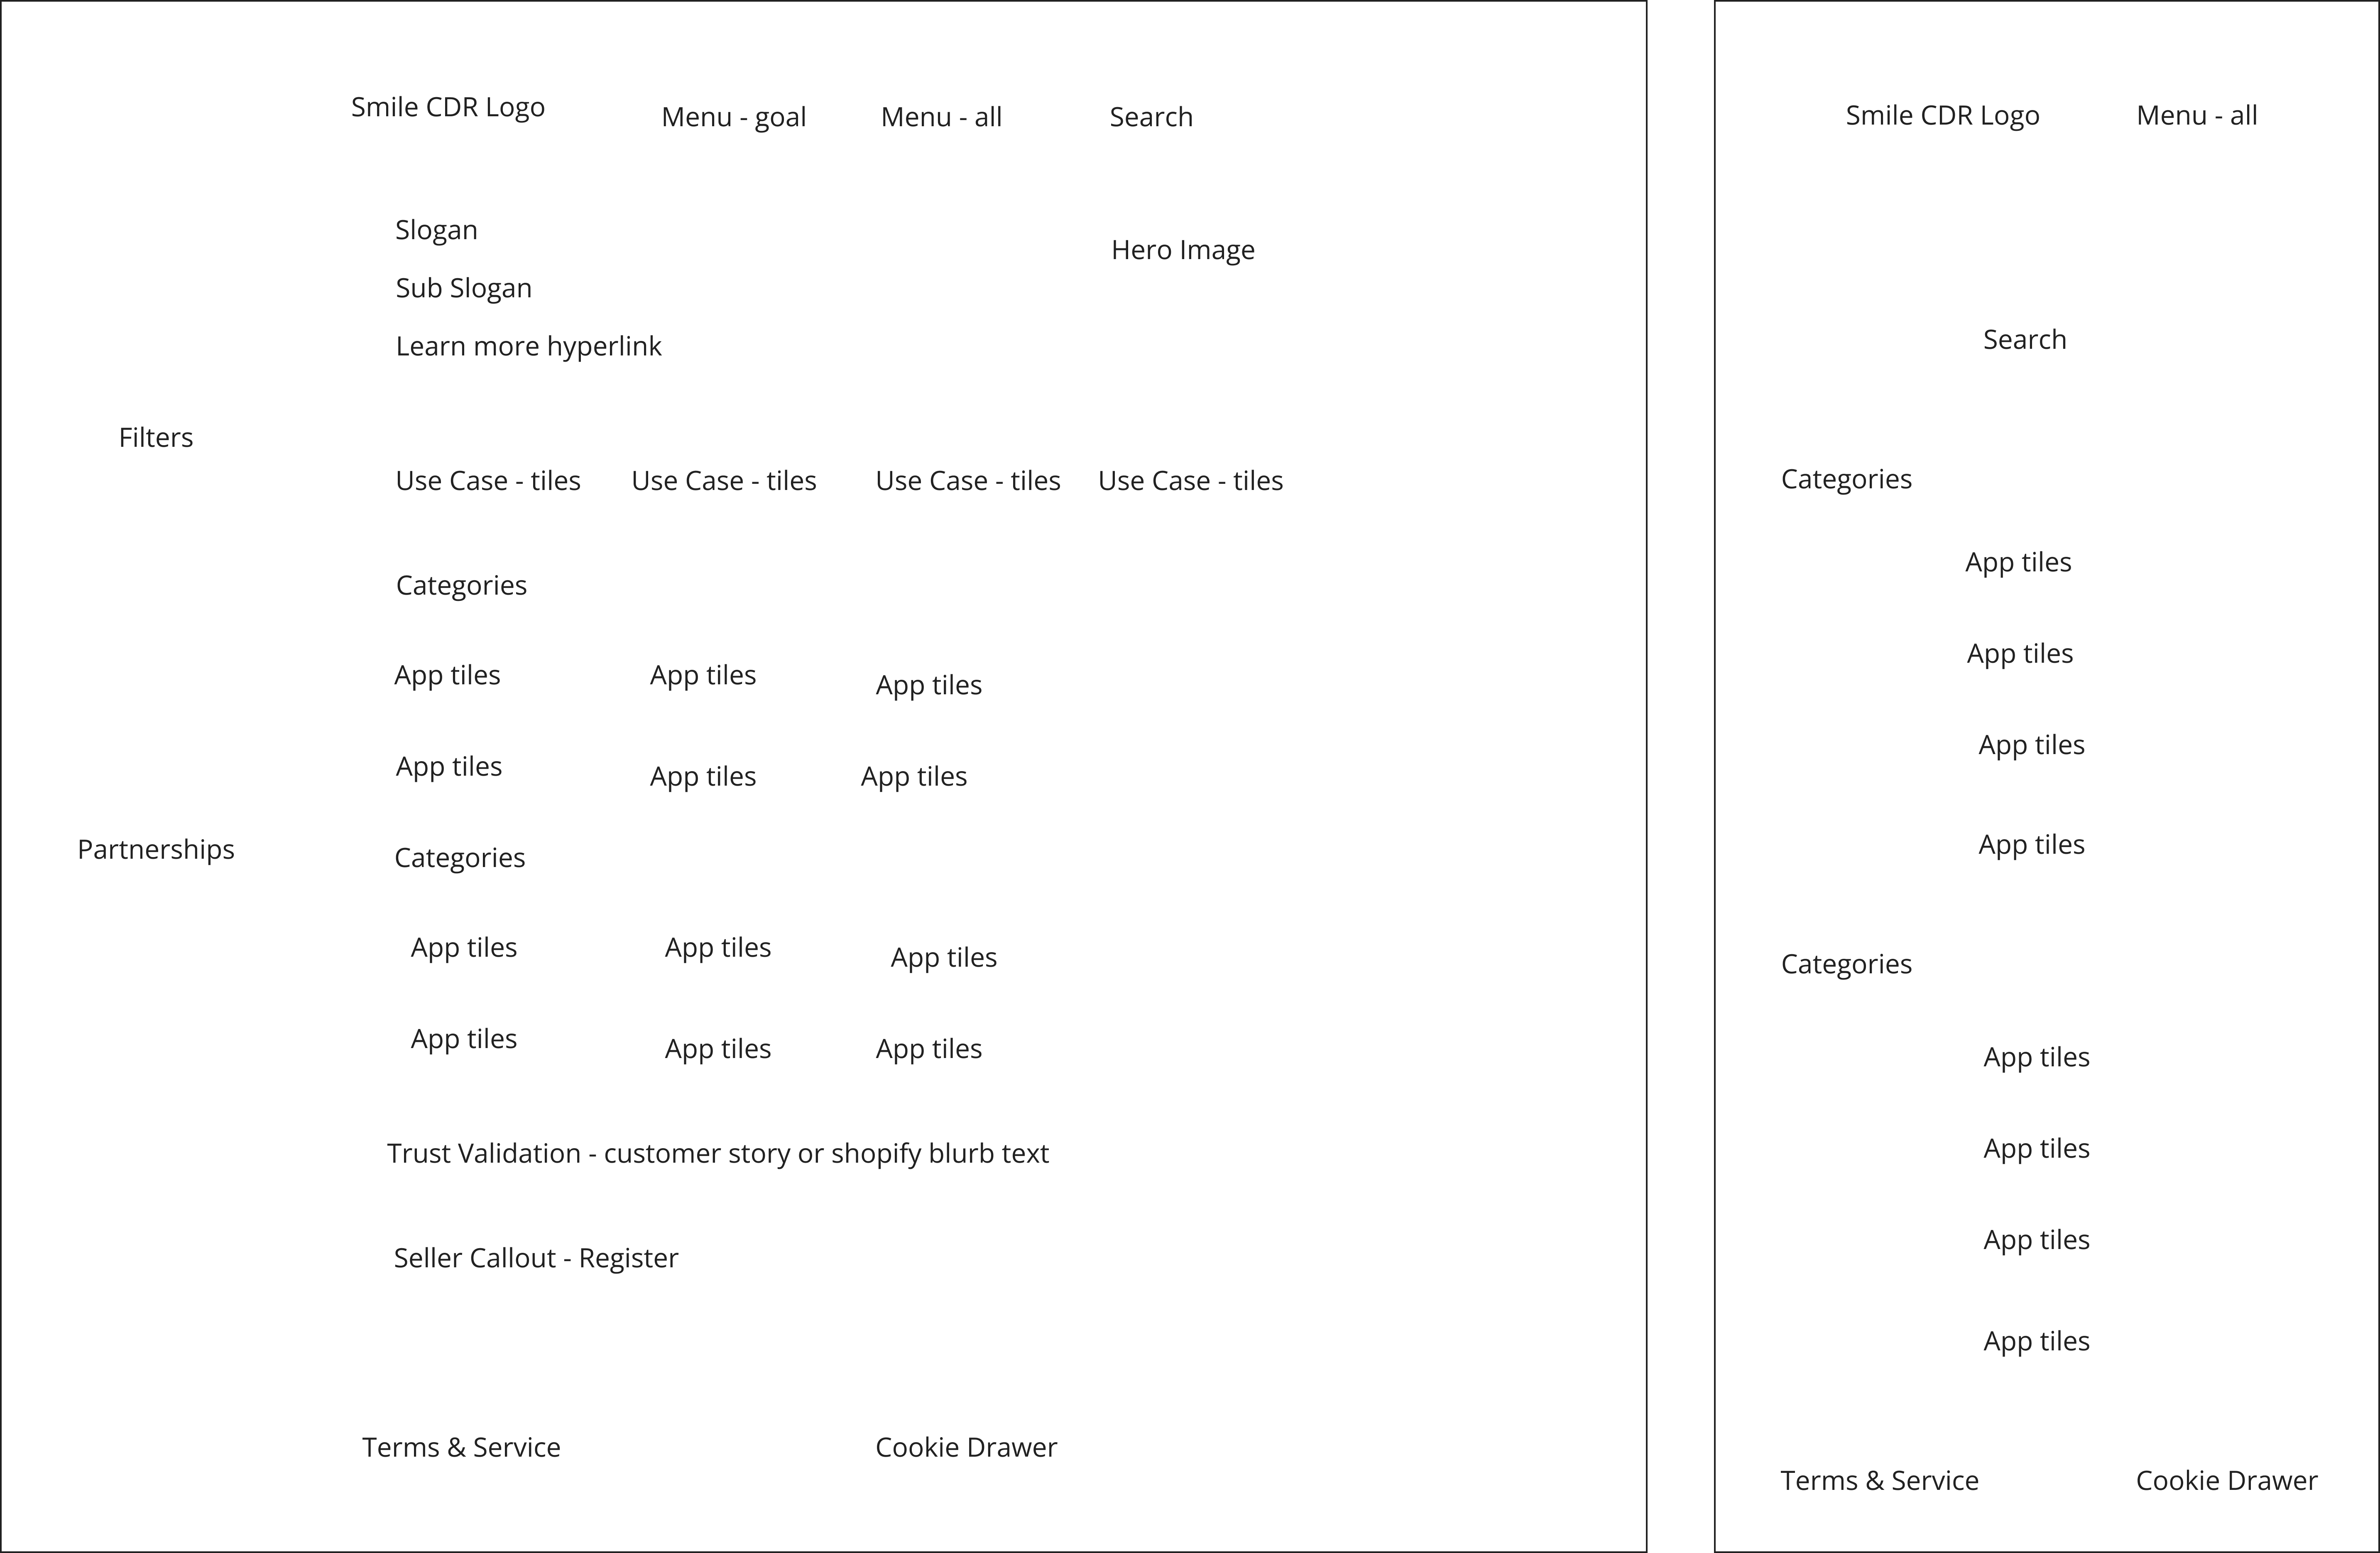 Smile CDR Logo
Menu - goal
Menu - all
Search
Slogan
Hero Image
Sub Slogan
Learn more hyperlink
Filters
Use Case - tiles
Use Case - tiles
Use Case - tiles
Use Case - tiles
Categories
App tiles
App tiles
App tiles
App tiles
App tiles
App tiles
Partnerships
Categories
App tiles
App tiles
App tiles
App tiles
App tiles
App tiles
Trust Validation - customer story or shopify blurb text
Seller Callout - Register
Terms & Service
Cookie Drawer
Smile CDR Logo
Menu - all
Search
Categories
App tiles
App tiles
App tiles
App tiles
Categories
App tiles
App tiles
App tiles
App tiles
Terms & Service
Cookie Drawer